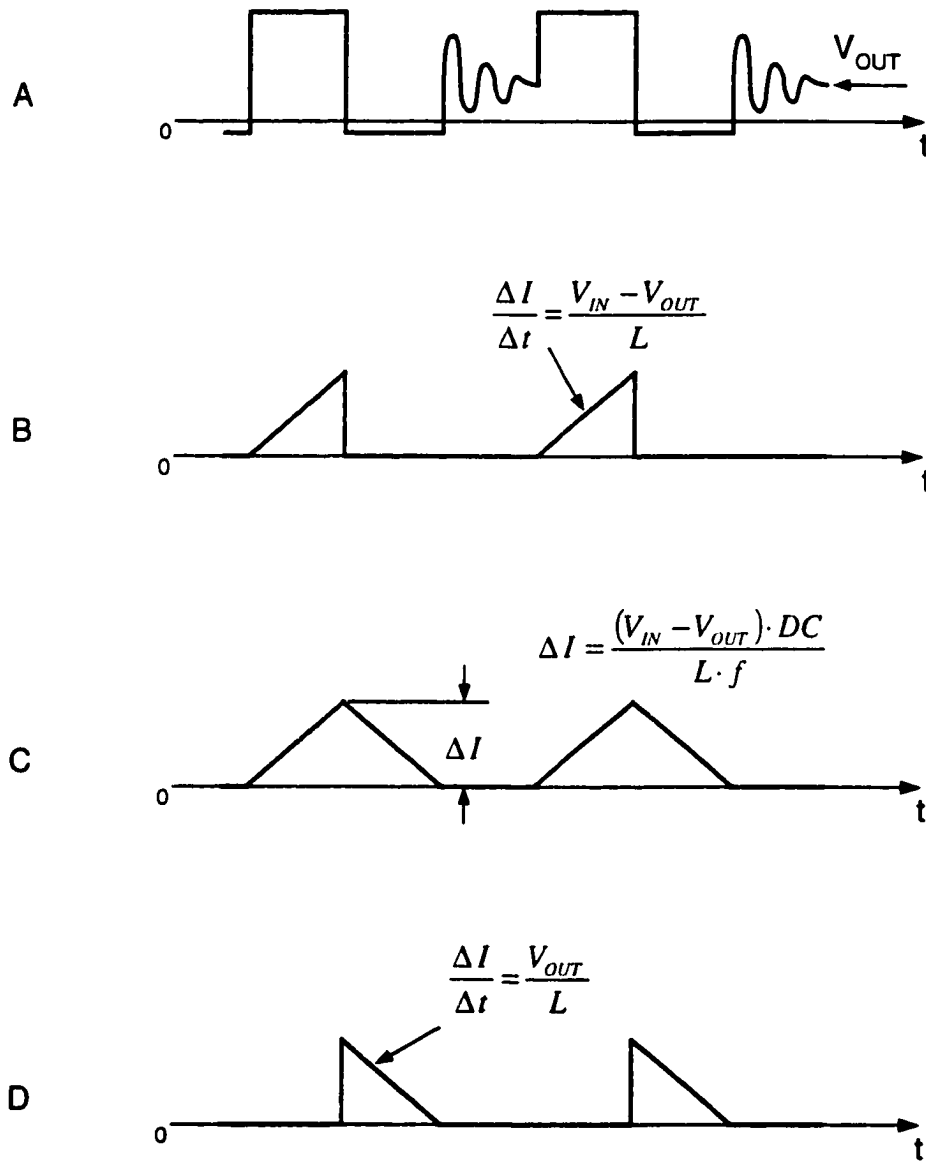 A
V_OUT
0
t
ΔI/Δt = (V_IN − V_OUT)/L
B
0
t
ΔI = ((V_IN − V_OUT) · DC)/(L · f)
C
ΔI
0
t
ΔI/Δt = V_OUT/L
D
0
t